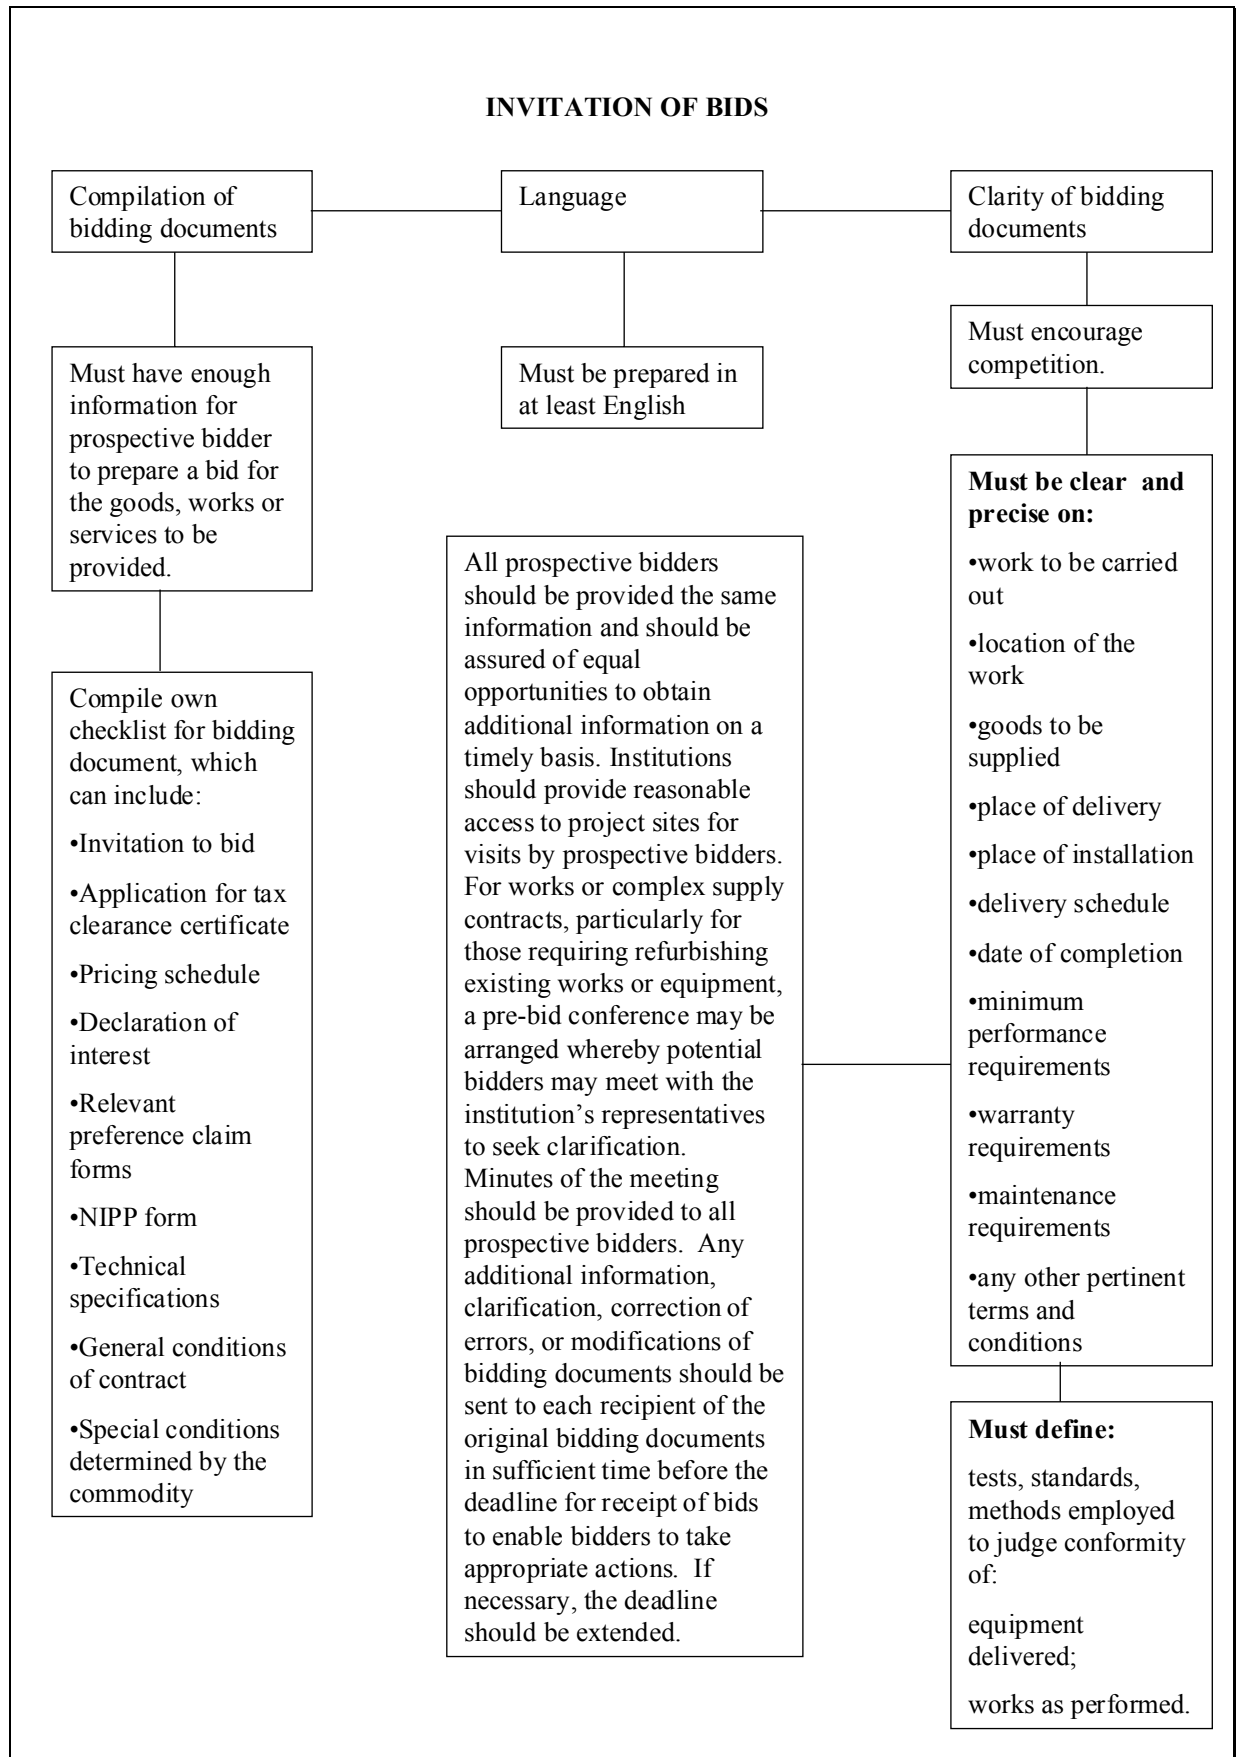 INVITATION OF BIDS
Compilation of
bidding documents
Language
Clarity of bidding
documents
Must have enough
information for
prospective bidder
to prepare a bid for
the goods, works or
services to be
provided.
Must be prepared in
at least English
Must encourage
competition.
Compile own
checklist for bidding
document, which
can include:
•Invitation to bid
•Application for tax
clearance certificate
•Pricing schedule
•Declaration of
interest
•Relevant
preference claim
forms
•NIPP form
•Technical
specifications
•General conditions
of contract
•Special conditions
determined by the
commodity
All prospective bidders
should be provided the same
information and should be
assured of equal
opportunities to obtain
additional information on a
timely basis. Institutions
should provide reasonable
access to project sites for
visits by prospective bidders.
For works or complex supply
contracts, particularly for
those requiring refurbishing
existing works or equipment,
a pre-bid conference may be
arranged whereby potential
bidders may meet with the
institution’s representatives
to seek clarification.
Minutes of the meeting
should be provided to all
prospective bidders.  Any
additional information,
clarification, correction of
errors, or modifications of
bidding documents should be
sent to each recipient of the
original bidding documents
in sufficient time before the
deadline for receipt of bids
to enable bidders to take
appropriate actions.  If
necessary, the deadline
should be extended.
Must be clear  and
precise on:
•work to be carried
out
•location of the
work
•goods to be
supplied
•place of delivery
•place of installation
•delivery schedule
•date of completion
•minimum
performance
requirements
•warranty
requirements
•maintenance
requirements
•any other pertinent
terms and
conditions
Must define:
tests, standards,
methods employed
to judge conformity
of:
equipment
delivered;
works as performed.